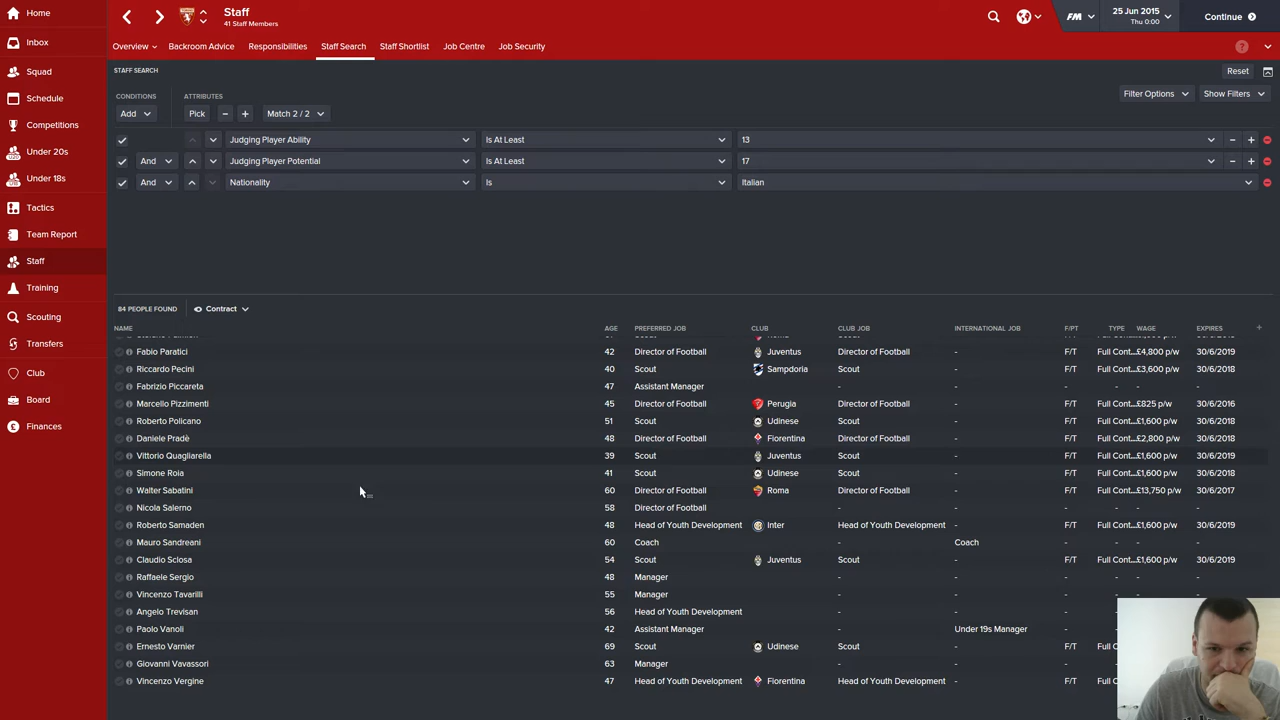 Home
Inbox
Squad
Schedule
Competitions
Under 20s
Under 18s
Tactics
Team Report
Staff
Training
Scouting
Transfers
Club
Board
Finances
Staff
41 Staff Members
FM
25 Jun 2015
Thu 0:00
Continue
Overview Backroom Advice Responsibilities Staff Search Staff Shortlist Job Centre Job Security
STAFF SEARCH
Reset
CONDITIONS ATTRIBUTES
Filter Options Show Filters
Add Pick - + Match 2 / 2
Judging Player Ability Is At Least 13
And Judging Player Potential Is At Least 17
And Nationality Is Italian
84 PEOPLE FOUND Contract
NAME AGE PREFERRED JOB CLUB CLUB JOB INTERNATIONAL JOB F/PT TYPE WAGE EXPIRES
Fabio Paratici 42 Director of Football Juventus Director of Football - F/T Full Cont... £4,800 p/w 30/6/2019
Riccardo Pecini 40 Scout Sampdoria Scout - F/T Full Cont... £3,600 p/w 30/6/2018
Fabrizio Piccareta 47 Assistant Manager - - - F/T - - -
Marcello Pizzimenti 45 Director of Football Perugia Director of Football - F/T Full Cont... £825 p/w 30/6/2016
Roberto Policano 51 Scout Udinese Scout - F/T Full Cont... £1,600 p/w 30/6/2018
Daniele Pradè 48 Director of Football Fiorentina Director of Football - F/T Full Cont... £2,800 p/w 30/6/2018
Vittorio Quagliarella 39 Scout Juventus Scout - F/T Full Cont... £1,600 p/w 30/6/2019
Simone Roia 41 Scout Udinese Scout - F/T Full Cont... £1,600 p/w 30/6/2018
Walter Sabatini 60 Director of Football Roma Director of Football - F/T Full Cont... £13,750 p/w 30/6/2017
Nicola Salerno 58 Director of Football - - - F/T - - -
Roberto Samaden 48 Head of Youth Development Inter Head of Youth Development - F/T Full Cont... £1,600 p/w 30/6/2019
Mauro Sandreani 60 Coach - - Coach F/T - - -
Claudio Sclosa 54 Scout Juventus Scout - F/T Full Cont... £1,600 p/w 30/6/2019
Raffaele Sergio 48 Manager - - - F/T - - -
Vincenzo Tavarilli 55 Manager - - - F/T - - -
Angelo Trevisan 56 Head of Youth Development - - - F/T
Paolo Vanoli 42 Assistant Manager - - Under 19s Manager F/T
Ernesto Varnier 69 Scout Udinese Scout - F/T Full C
Giovanni Vavassori 63 Manager - - - F/T
Vincenzo Vergine 47 Head of Youth Development Fiorentina Head of Youth Development - F/T Full C